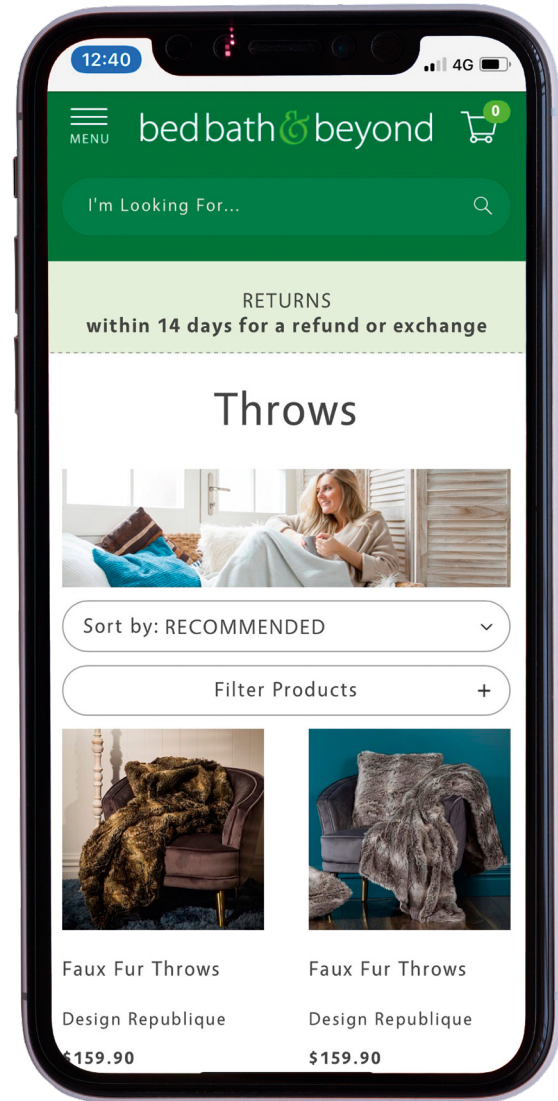 12:40
4G
MENU
bed bath & beyond
0
I'm Looking For...
RETURNS
within 14 days for a refund or exchange
Throws
Sort by: RECOMMENDED
Filter Products +
Faux Fur Throws
Design Republique
$159.90
Faux Fur Throws
Design Republique
$159.90